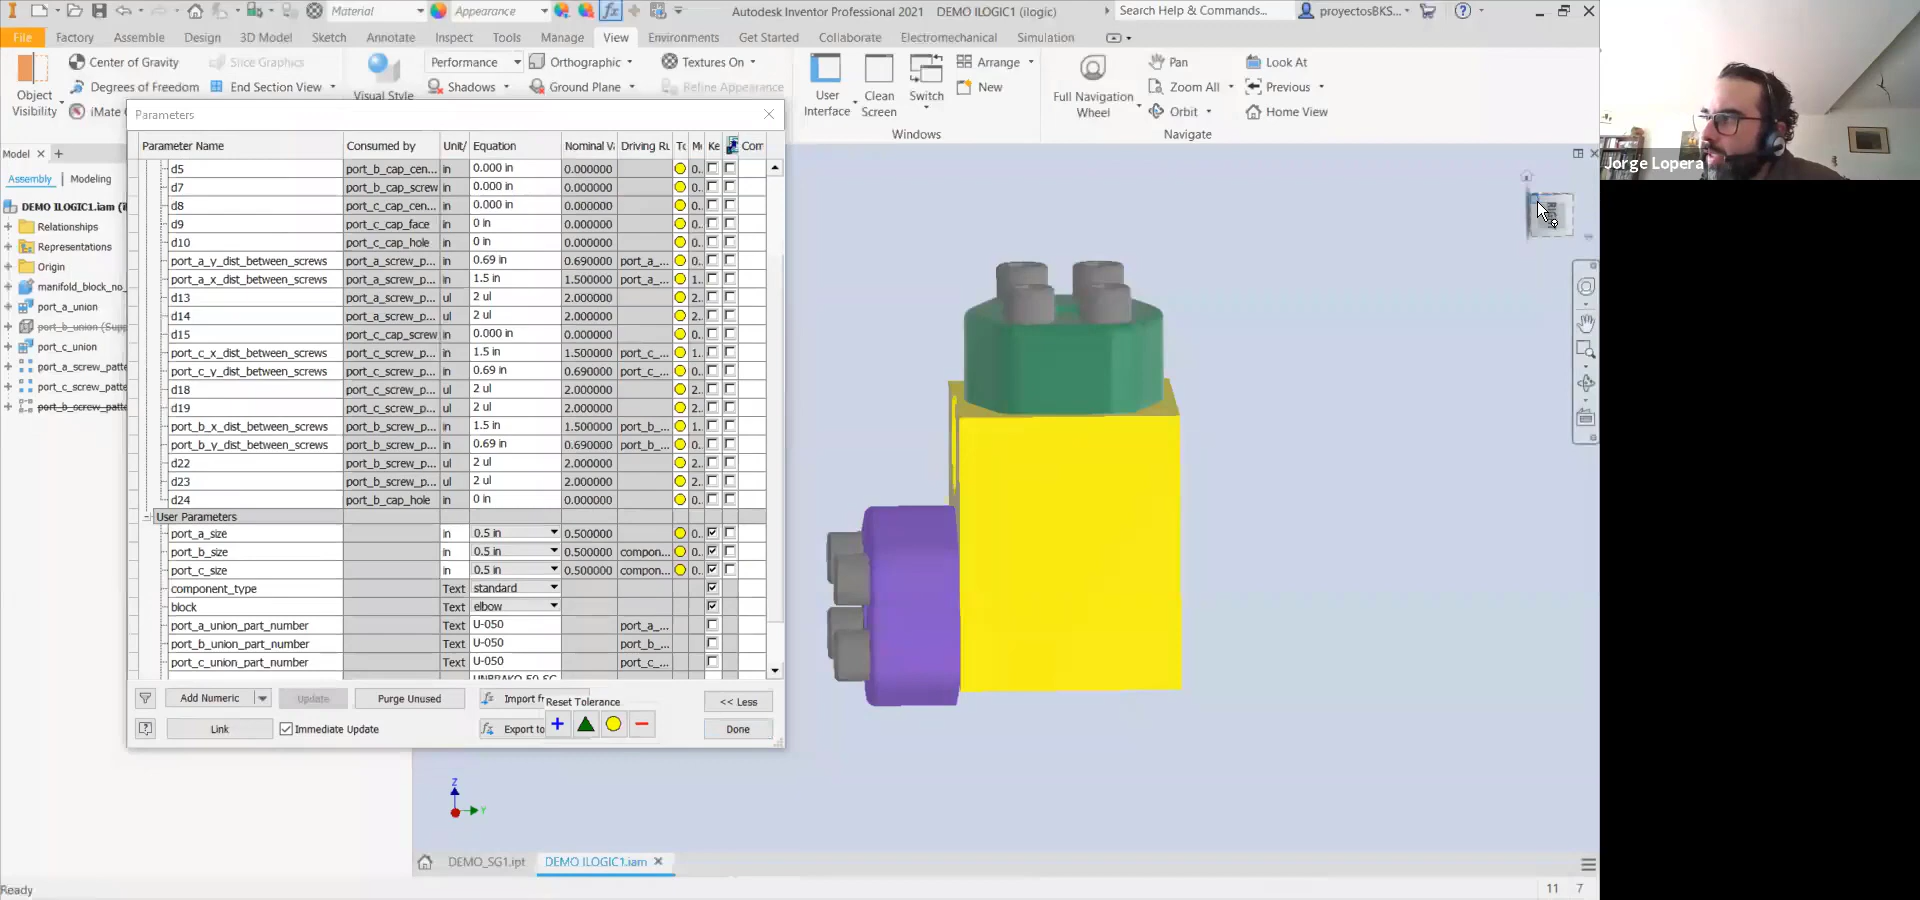 Material
Appearance
Autodesk Inventor Professional 2021 DEMO ILOGIC1 (ilogic)
Search Help & Commands...
proyectosBKS...
File Factory Assemble Design 3D Model Sketch Annotate Inspect Tools Manage View Environments Get Started Collaborate Electromechanical Simulation
Object
Visibility
Center of Gravity
Degrees of Freedom
iMate
Slice Graphics
End Section View
Visual Style
Performance
Shadows
Orthographic
Ground Plane
Textures On
Refine Appearance
User
Interface
Clean
Screen
Switch
Arrange
New
Windows
Full Navigation
Wheel
Pan
Zoom All
Orbit
Look At
Previous
Home View
Navigate
Jorge Lopera
Model
Assembly Modeling
DEMO ILOGIC1.iam
Relationships
Representations
Origin
manifold_block_no_
port_a_union
port_b_union (Supp
port_c_union
port_a_screw_patte
port_c_screw_patte
port_b_screw_patte
Parameters
Parameter Name Consumed by Unit/ Equation Nominal Driving Ru Ke Com
d5 port_b_cap_cen... in 0.000 in 0.000000
d7 port_b_cap_screw in 0.000 in 0.000000
d8 port_c_cap_cen... in 0.000 in 0.000000
d9 port_c_cap_face in 0 in 0.000000
d10 port_c_cap_hole in 0 in 0.000000
port_a_y_dist_between_screws port_a_screw_p... in 0.69 in 0.690000 port_a_...
port_a_x_dist_between_screws port_a_screw_p... in 1.5 in 1.500000 port_a_...
d13 port_a_screw_p... ul 2 ul 2.000000
d14 port_a_screw_p... ul 2 ul 2.000000
d15 port_c_cap_screw in 0.000 in 0.000000
port_c_x_dist_between_screws port_c_screw_p... in 1.5 in 1.500000 port_c_...
port_c_y_dist_between_screws port_c_screw_p... in 0.69 in 0.690000 port_c_...
d18 port_c_screw_p... ul 2 ul 2.000000
d19 port_c_screw_p... ul 2 ul 2.000000
port_b_x_dist_between_screws port_b_screw_p... in 1.5 in 1.500000 port_b_...
port_b_y_dist_between_screws port_b_screw_p... in 0.69 in 0.690000 port_b_...
d22 port_b_screw_p... ul 2 ul 2.000000
d23 port_b_screw_p... ul 2 ul 2.000000
d24 port_b_cap_hole in 0 in 0.000000
User Parameters
port_a_size in 0.5 in 0.500000
port_b_size in 0.5 in 0.500000 compon...
port_c_size in 0.5 in 0.500000 compon...
component_type Text standard
block Text elbow
port_a_union_part_number Text U-050 port_a_...
port_b_union_part_number Text U-050 port_b_...
port_c_union_part_number Text U-050 port_c_...
Add Numeric Update Purge Unused Import fr Reset Tolerance << Less
Link Immediate Update Export to Done
Z
Y
DEMO_SG1.ipt DEMO ILOGIC1.iam
Ready
11 7